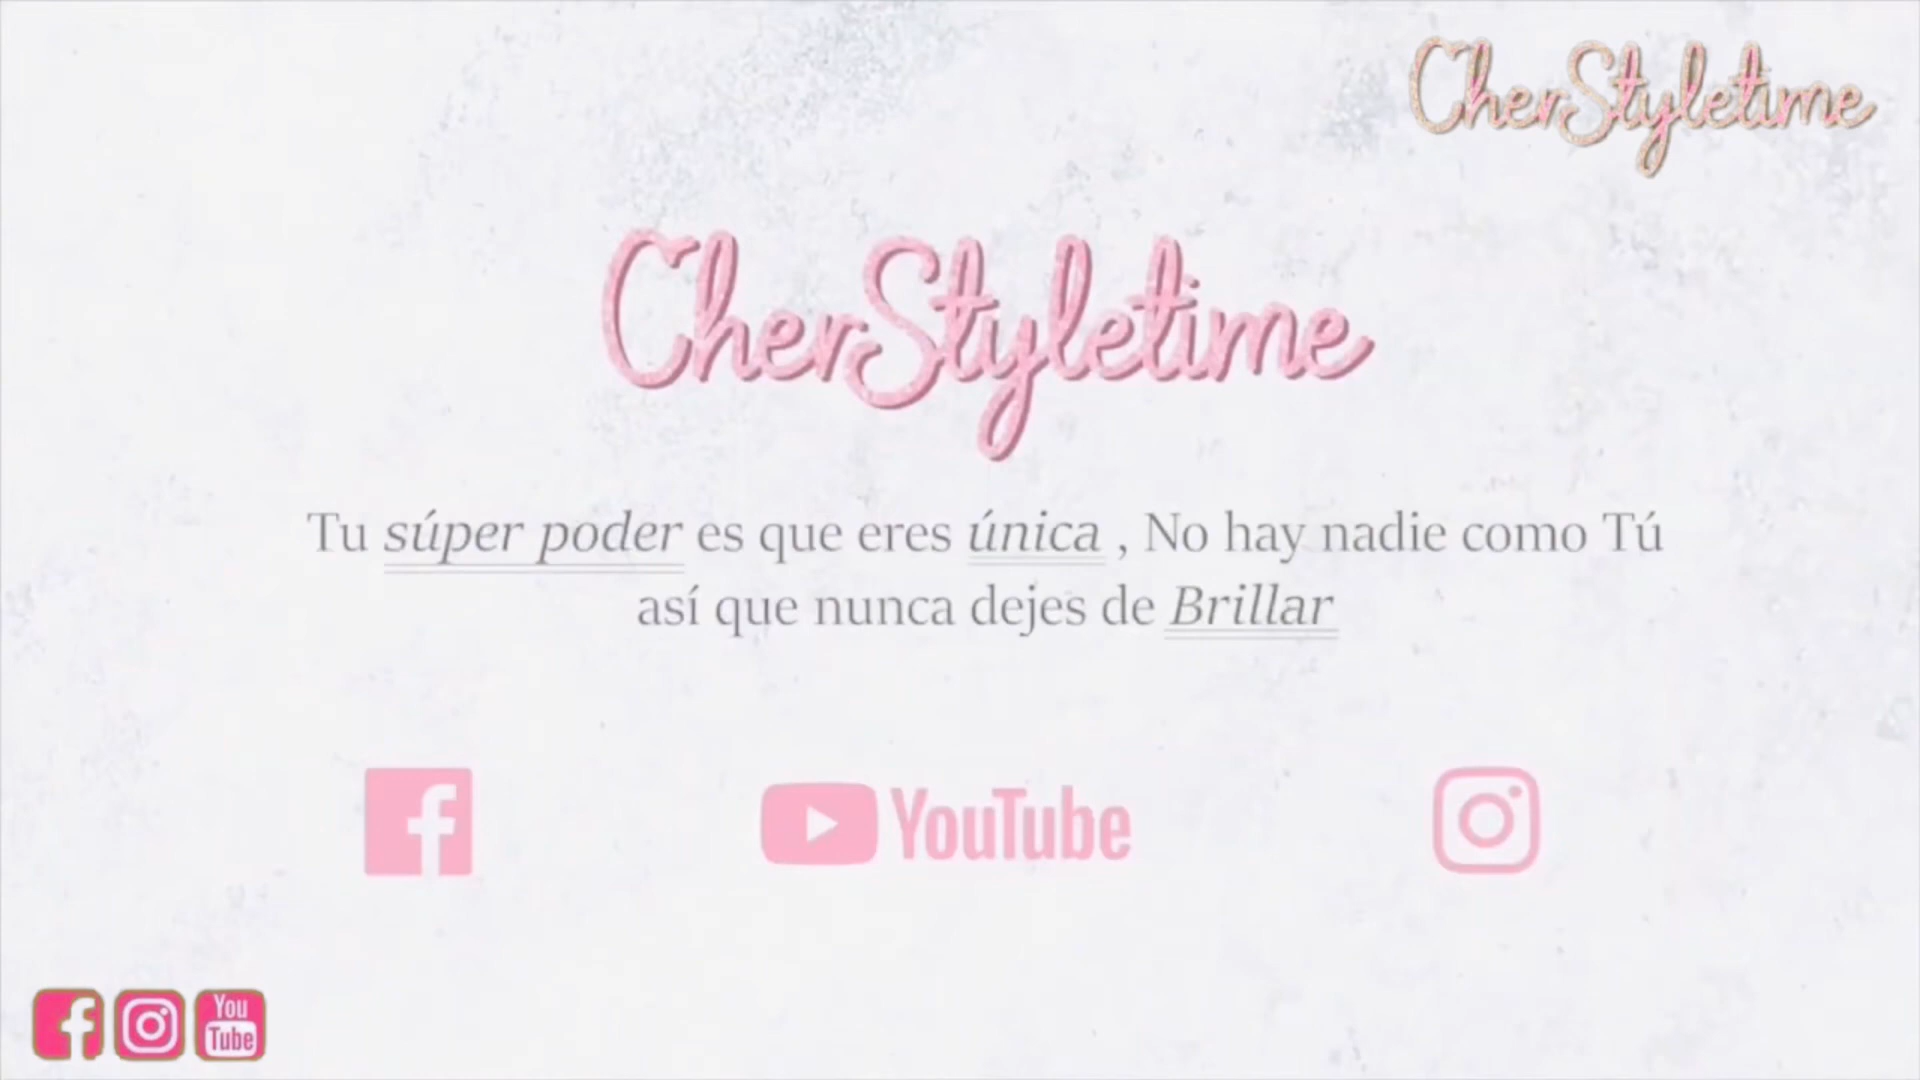 CherStyletime
CherStyletime
Tu súper poder es que eres única , No hay nadie como Tú
así que nunca dejes de Brillar
YouTube
You
Tube